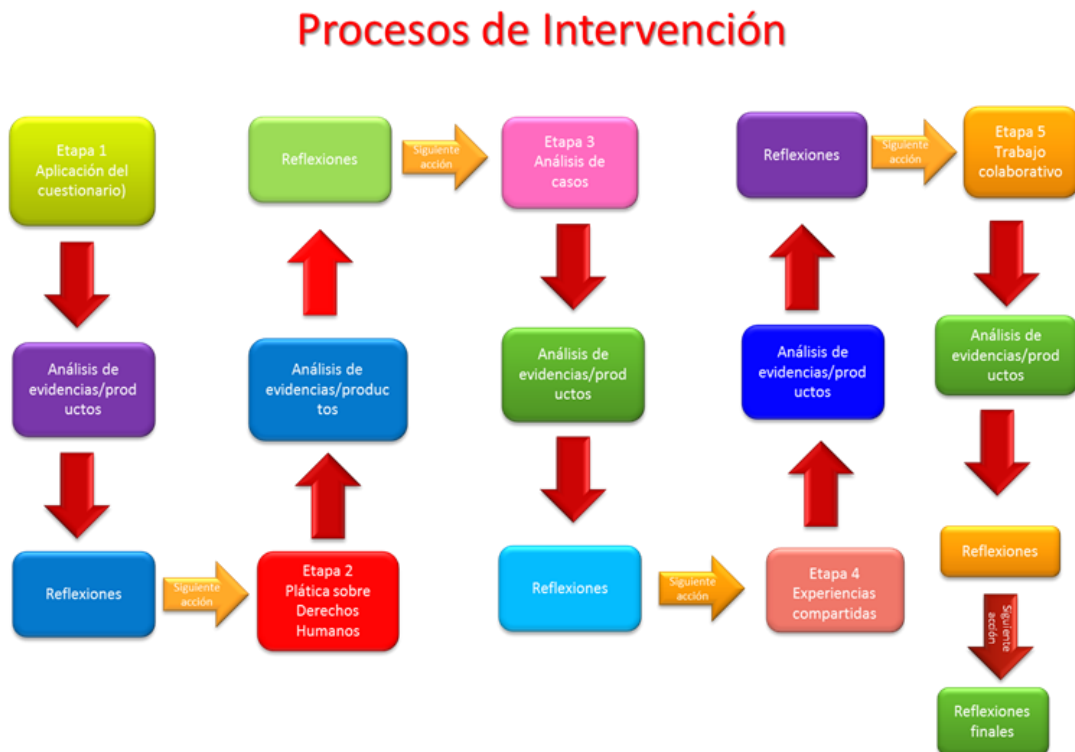 Procesos de Intervención
Etapa 1
Aplicación del
cuestionario)
Análisis de
evidencias/prod
uctos
Reflexiones
Siguiente
acción
Etapa 2
Plática sobre
Derechos
Humanos
Análisis de
evidencias/produc
tos
Reflexiones
Siguiente
acción
Etapa 3
Análisis de
casos
Análisis de
evidencias/prod
uctos
Reflexiones
Siguiente
acción
Etapa 4
Experiencias
compartidas
Análisis de
evidencias/prod
uctos
Reflexiones
Siguiente
acción
Etapa 5
Trabajo
colaborativo
Análisis de
evidencias/prod
uctos
Reflexiones
Siguiente
acción
Reflexiones
finales